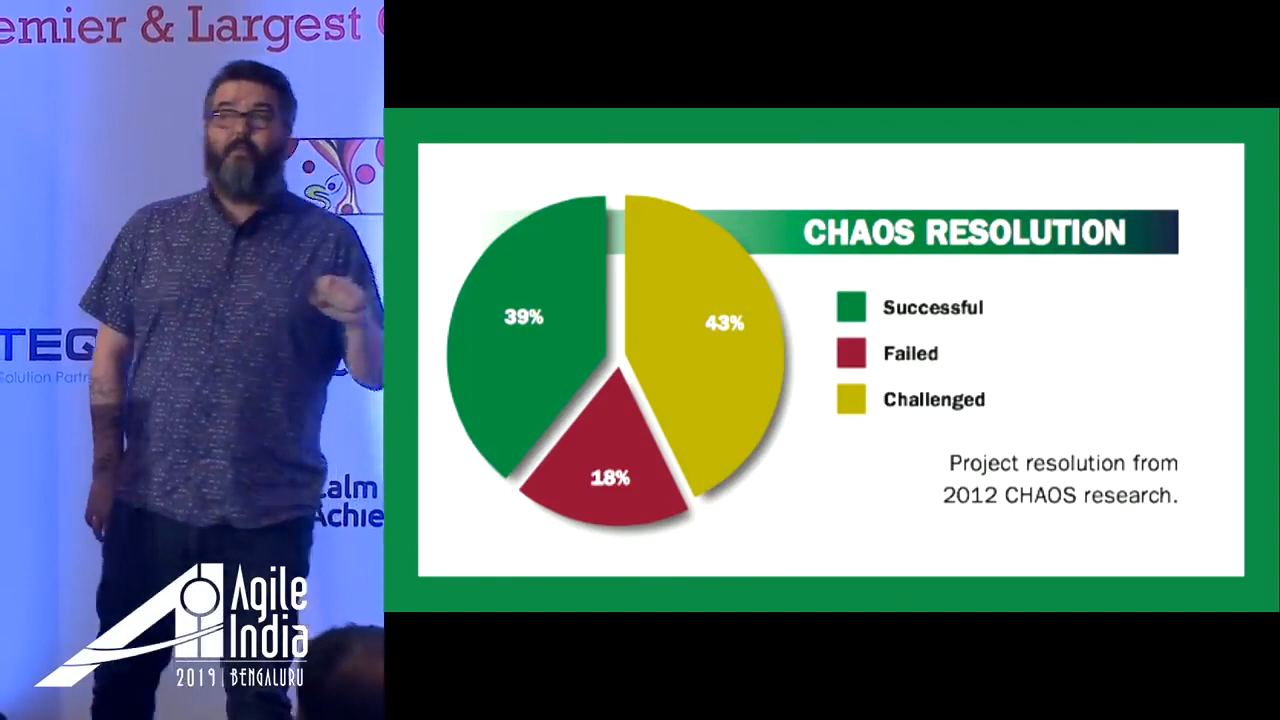 emier & Largest
TEQ
Solution Partn
Calm
Achie
Agile
India
2019 | BENGALURU
CHAOS RESOLUTION
39%
43%
18%
Successful
Failed
Challenged
Project resolution from
2012 CHAOS research.